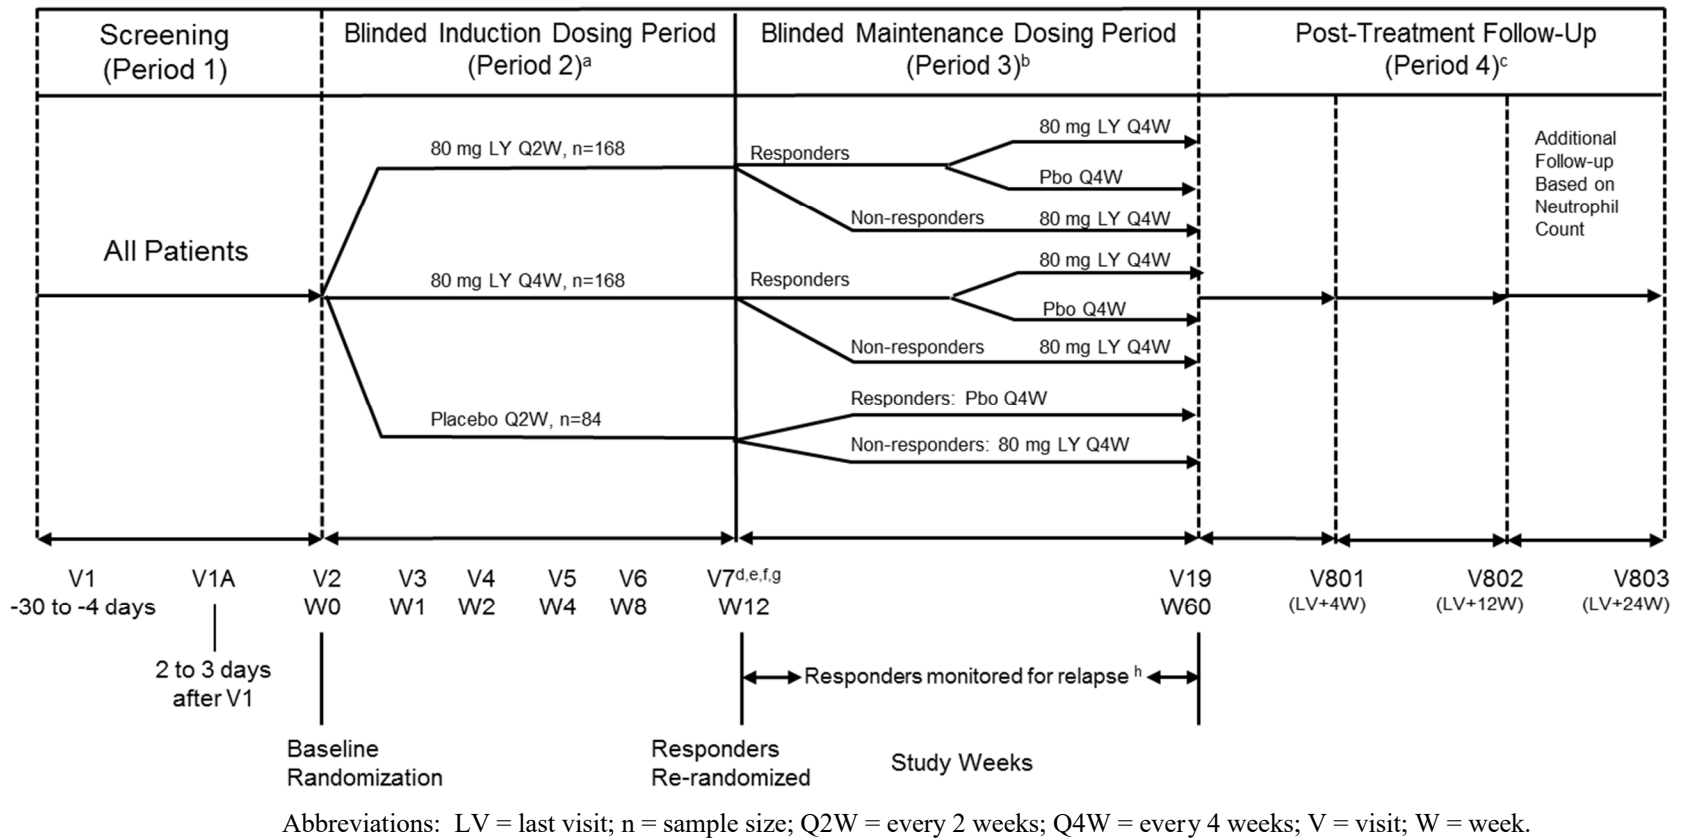 Screening
(Period 1)
Blinded Induction Dosing Period
(Period 2)a
Blinded Maintenance Dosing Period
(Period 3)b
Post-Treatment Follow-Up
(Period 4)c
All Patients
80 mg LY Q2W, n=168
80 mg LY Q4W, n=168
Placebo Q2W, n=84
Responders
80 mg LY Q4W
Pbo Q4W
Non-responders
80 mg LY Q4W
Responders
80 mg LY Q4W
Pbo Q4W
Non-responders
80 mg LY Q4W
Responders: Pbo Q4W
Non-responders: 80 mg LY Q4W
Additional
Follow-up
Based on
Neutrophil
Count
V1
-30 to -4 days
V1A
2 to 3 days
after V1
V2
W0
V3
W1
V4
W2
V5
W4
V6
W8
V7d,e,f,g
W12
V19
W60
V801
(LV+4W)
V802
(LV+12W)
V803
(LV+24W)
Responders monitored for relapse h
Baseline
Randomization
Responders
Re-randomized
Study Weeks
Abbreviations: LV = last visit; n = sample size; Q2W = every 2 weeks; Q4W = every 4 weeks; V = visit; W = week.